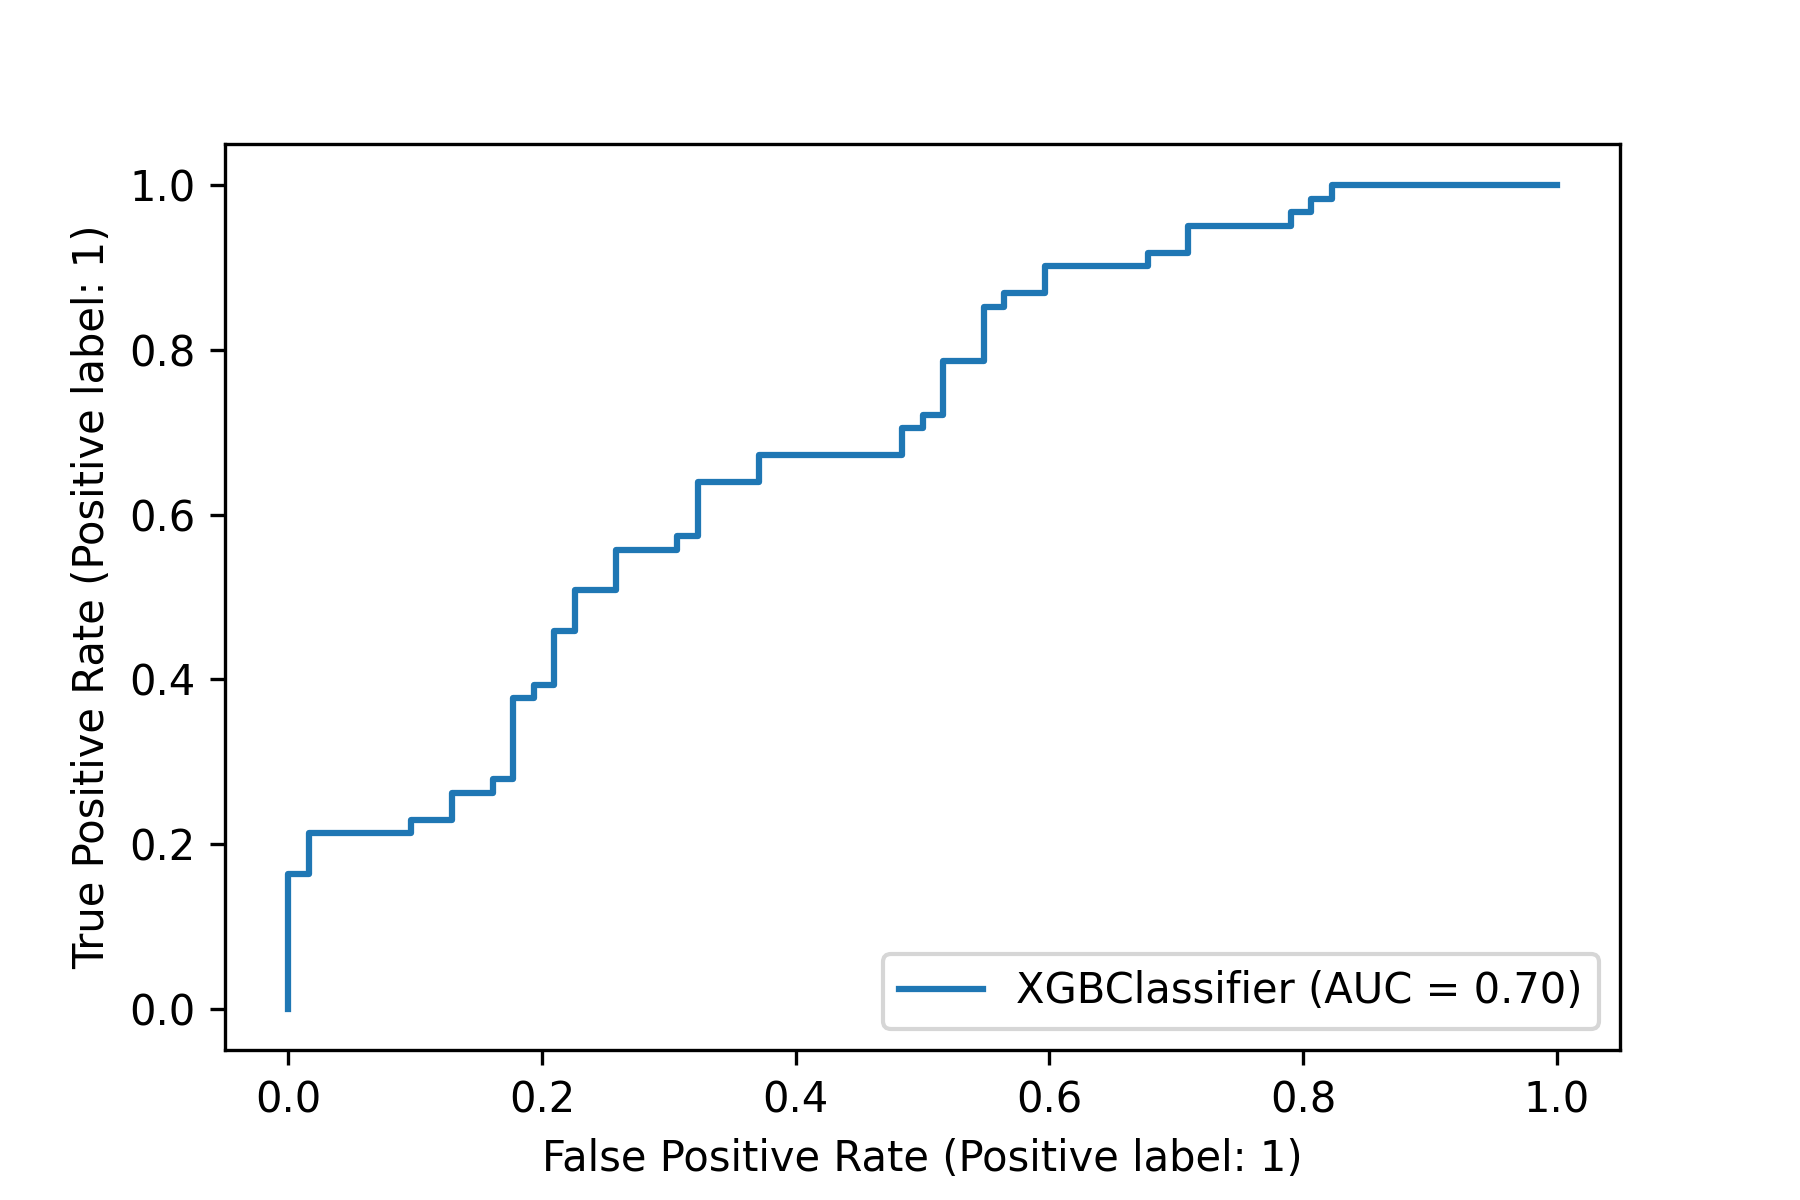 True Positive Rate (Positive label: 1)
1.0
0.8
0.6
0.4
0.2
0.0
XGBClassifier (AUC = 0.70)
0.0 0.2 0.4 0.6 0.8 1.0
False Positive Rate (Positive label: 1)